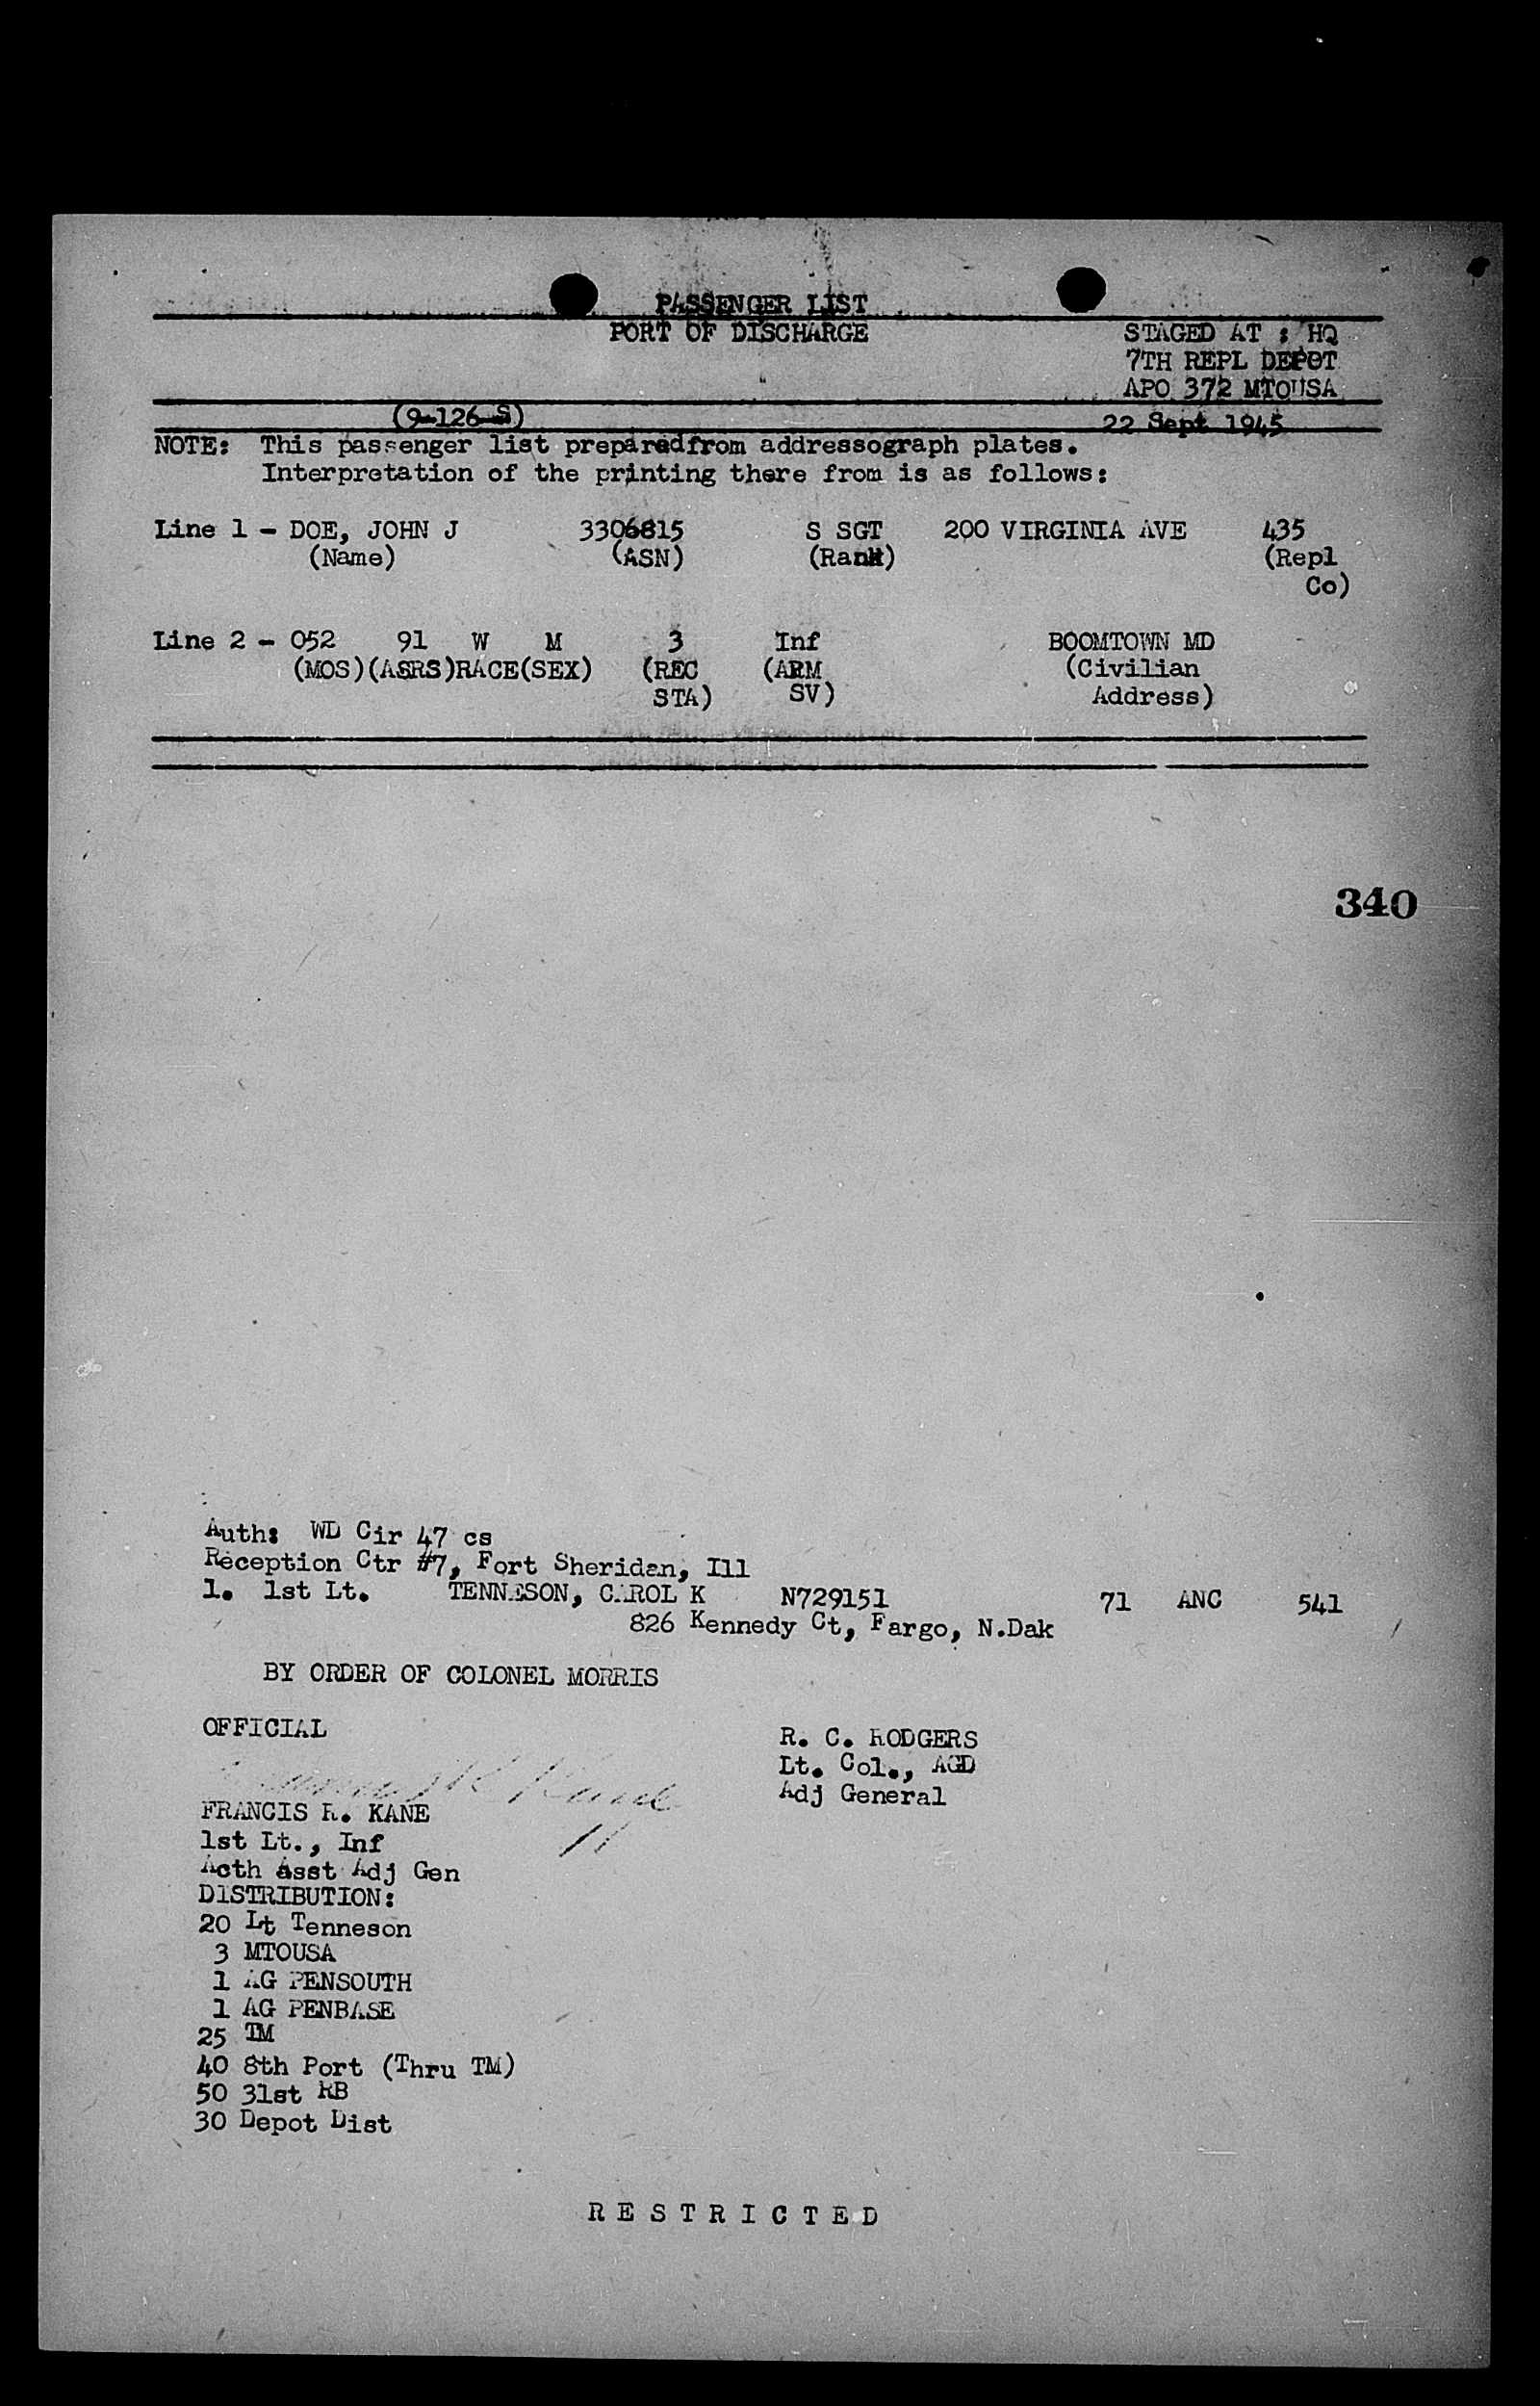 PASSENGER LIST
PORT OF DISCHARGE
STAGED AT : HQ
7TH REPL DEPOT
APO 372 MTOUSA
(9-126-S)
22 Sept 1945
NOTE: This passenger list preparedfrom addressograph plates.
Interpretation of the printing there from is as follows:
Line 1 - DOE, JOHN J 3306815 S SGT 200 VIRGINIA AVE 435
(Name) (ASN) (Rank) (Repl
Co)
Line 2 - 052 91 W M 3 Inf BOOMTOWN MD
(MOS)(ASRS)RACE(SEX) (REC (ARM (Civilian
STA) SV) Address)
340
Auth: WD Cir 47 cs
Reception Ctr #7, Fort Sheridan, Ill
1. 1st Lt. TENNESON, CAROL K N729151 71 ANC 541
826 Kennedy Ct, Fargo, N.Dak
BY ORDER OF COLONEL MORRIS
OFFICIAL
R. C. RODGERS
Lt. Col., AGD
Adj General
FRANCIS R. KANE
1st Lt., Inf
Acth Asst Adj Gen
DISTRIBUTION:
20 Lt Tenneson
3 MTOUSA
1 AG PENSOUTH
1 AG PENBASE
25 TM
40 8th Port (Thru TM)
50 31st RB
30 Depot Dist
R E S T R I C T E D